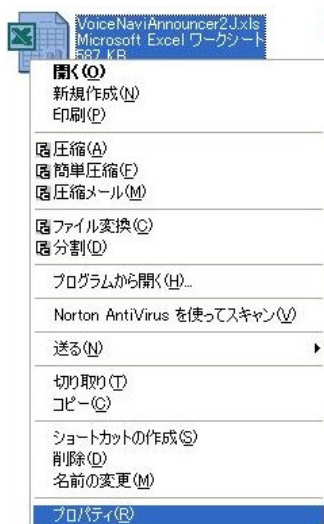 VoiceNaviAnnouncer2J.xls
Microsoft Excel ワークシート
587 KB
開く(O)
新規作成(N)
印刷(P)
圧縮(A)
簡単圧縮(F)
圧縮メール(M)
ファイル変換(C)
分割(D)
プログラムから開く(H)...
Norton AntiVirus を使ってスキャン(V)
送る(N)
切り取り(T)
コピー(C)
ショートカットの作成(S)
削除(D)
名前の変更(M)
プロパティ(R)